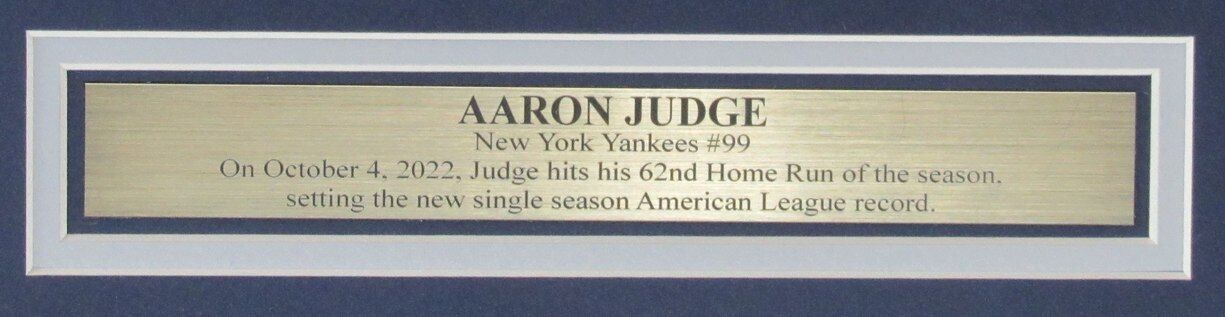 AARON JUDGE
New York Yankees #99
On October 4, 2022, Judge hits his 62nd Home Run of the season,
setting the new single season American League record.